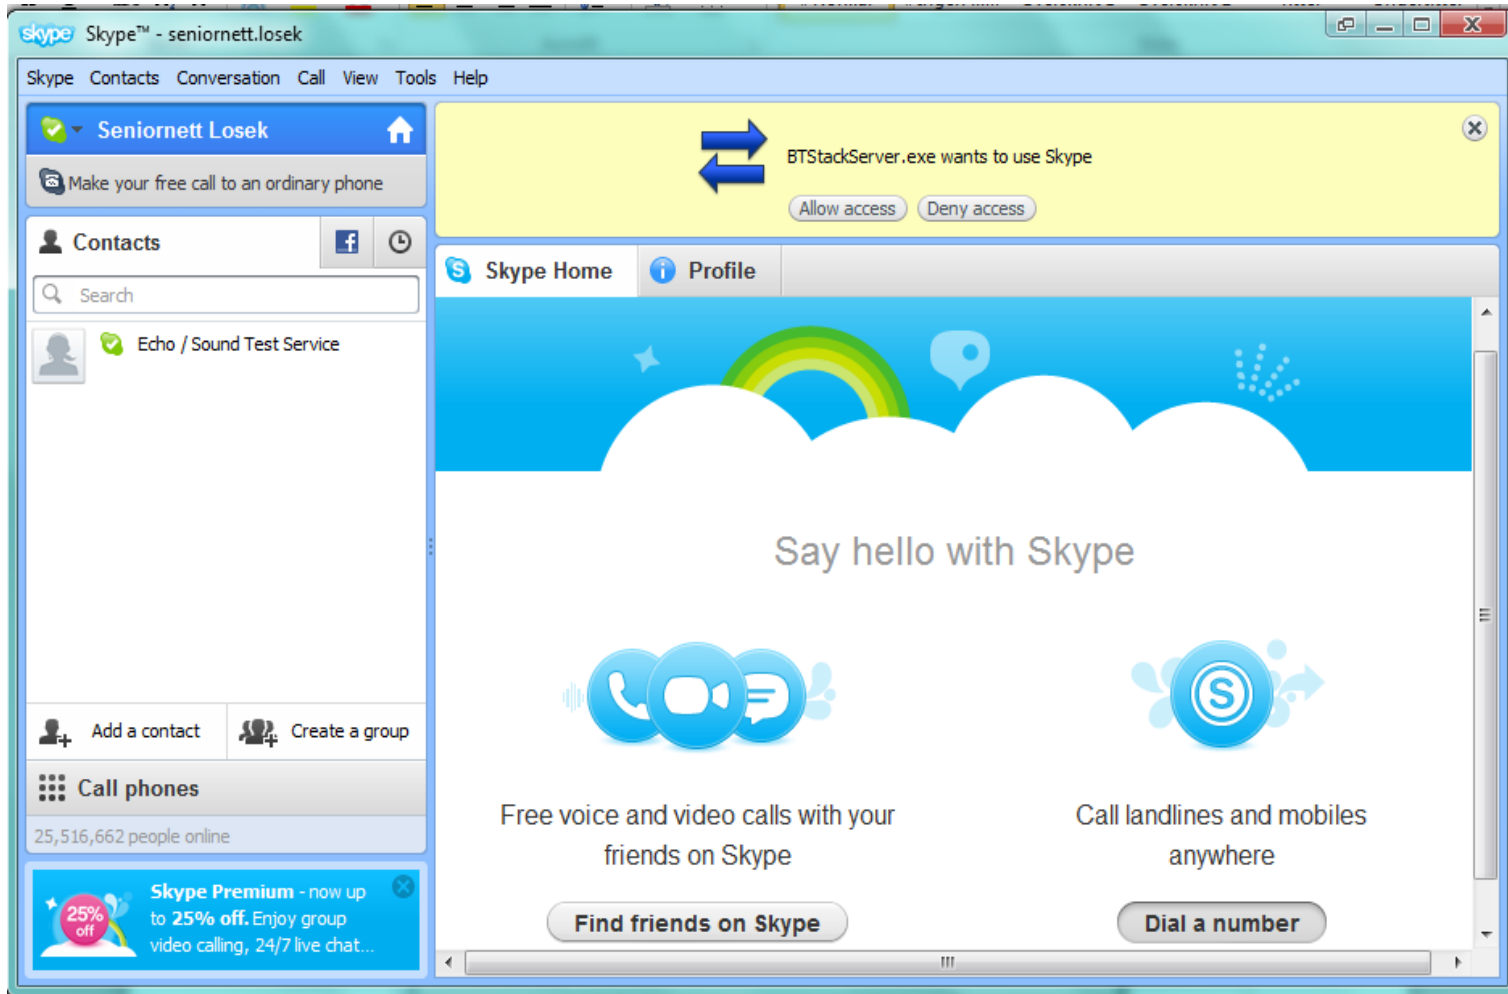 skype Skype™ - seniornett.losek
Skype Contacts Conversation Call View Tools Help
Seniornett Losek
Make your free call to an ordinary phone
Contacts
Search
Echo / Sound Test Service
Add a contact Create a group
Call phones
25,516,662 people online
25% off
Skype Premium - now up
to 25% off. Enjoy group
video calling, 24/7 live chat...
BTStackServer.exe wants to use Skype
Allow access Deny access
Skype Home Profile
Say hello with Skype
Free voice and video calls with your
friends on Skype
Find friends on Skype
Call landlines and mobiles
anywhere
Dial a number